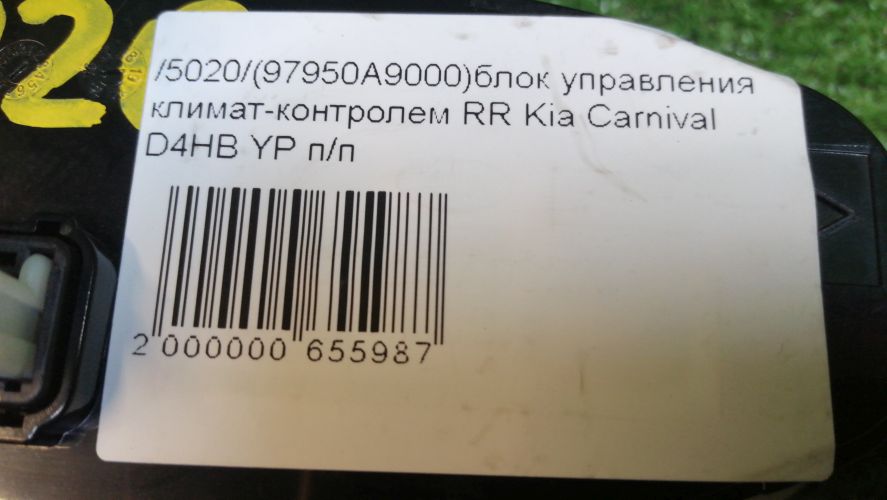 /5020/(97950A9000)блок управления
климат-контролем RR Kia Carnival
D4HB YP п/п
2 000000 655987